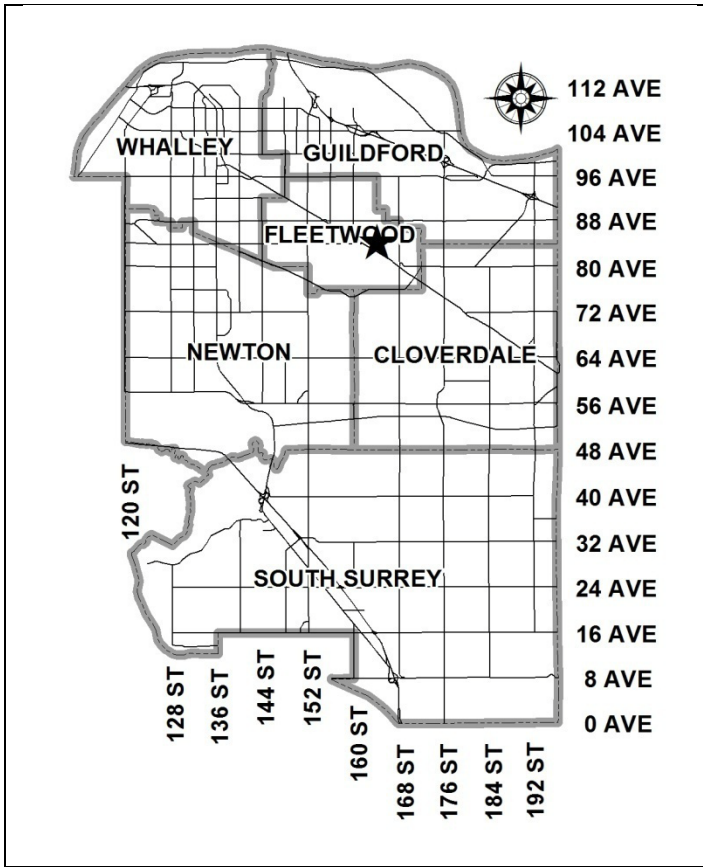 112 AVE
104 AVE
WHALLEY
GUILDFORD
96 AVE
88 AVE
FLEETWOOD
80 AVE
72 AVE
NEWTON
CLOVERDALE
64 AVE
56 AVE
48 AVE
120 ST
40 AVE
32 AVE
SOUTH SURREY
24 AVE
16 AVE
8 AVE
0 AVE
128 ST
136 ST
144 ST
152 ST
160 ST
168 ST
176 ST
184 ST
192 ST